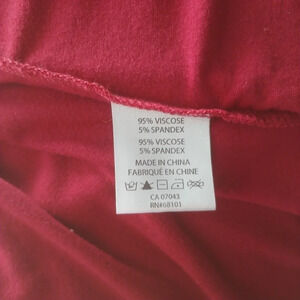 95% VISCOSE
5% SPANDEX
95% VISCOSE
5% SPANDEX
MADE IN CHINA
FABRIQUÉ EN CHINE
CA 07043
RN#68101